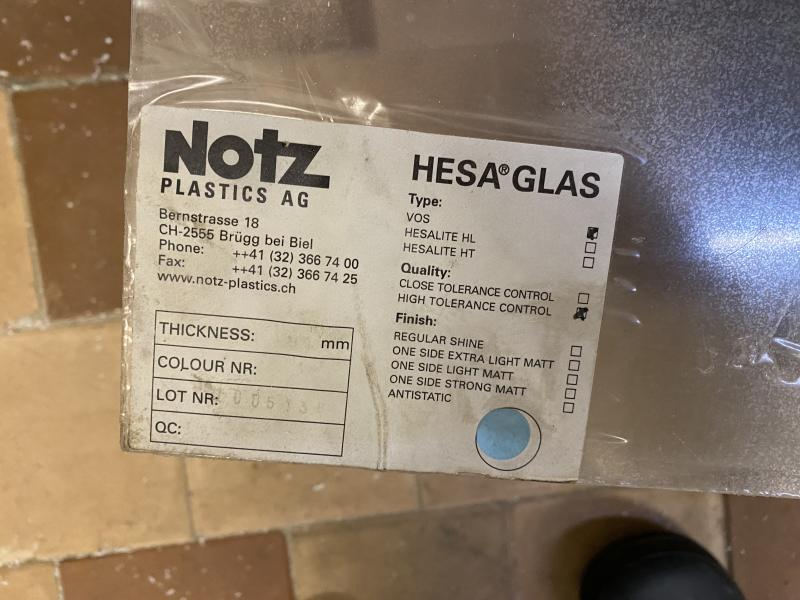 Notz
PLASTICS AG
Bernstrasse 18
CH-2555 Brügg bei Biel
Phone: ++41 (32) 366 74 00
Fax: ++41 (32) 366 74 25
www.notz-plastics.ch
THICKNESS: mm
COLOUR NR:
LOT NR:
QC:
HESA® GLAS
Type:
VOS
HESALITE HL
HESALITE HT
Quality:
CLOSE TOLERANCE CONTROL
HIGH TOLERANCE CONTROL
Finish:
REGULAR SHINE
ONE SIDE EXTRA LIGHT MATT
ONE SIDE LIGHT MATT
ONE SIDE STRONG MATT
ANTISTATIC